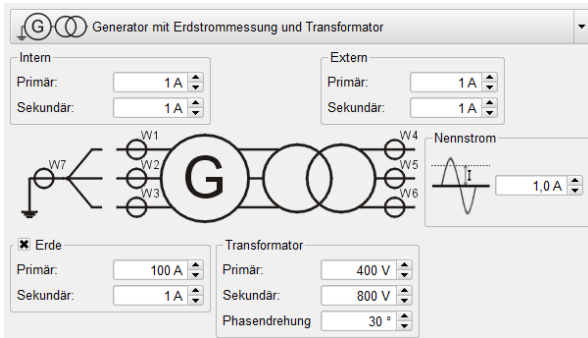 G Generator mit Erdstrommessung und Transformator
Intern
Primär: 1 A
Sekundär: 1 A
Extern
Primär: 1 A
Sekundär: 1 A
W1
W2
W3
W7
G
W4
W5
W6
Nennstrom
I
1,0 A
Erde
Primär: 100 A
Sekundär: 1 A
Transformator
Primär: 400 V
Sekundär: 800 V
Phasendrehung 30 °